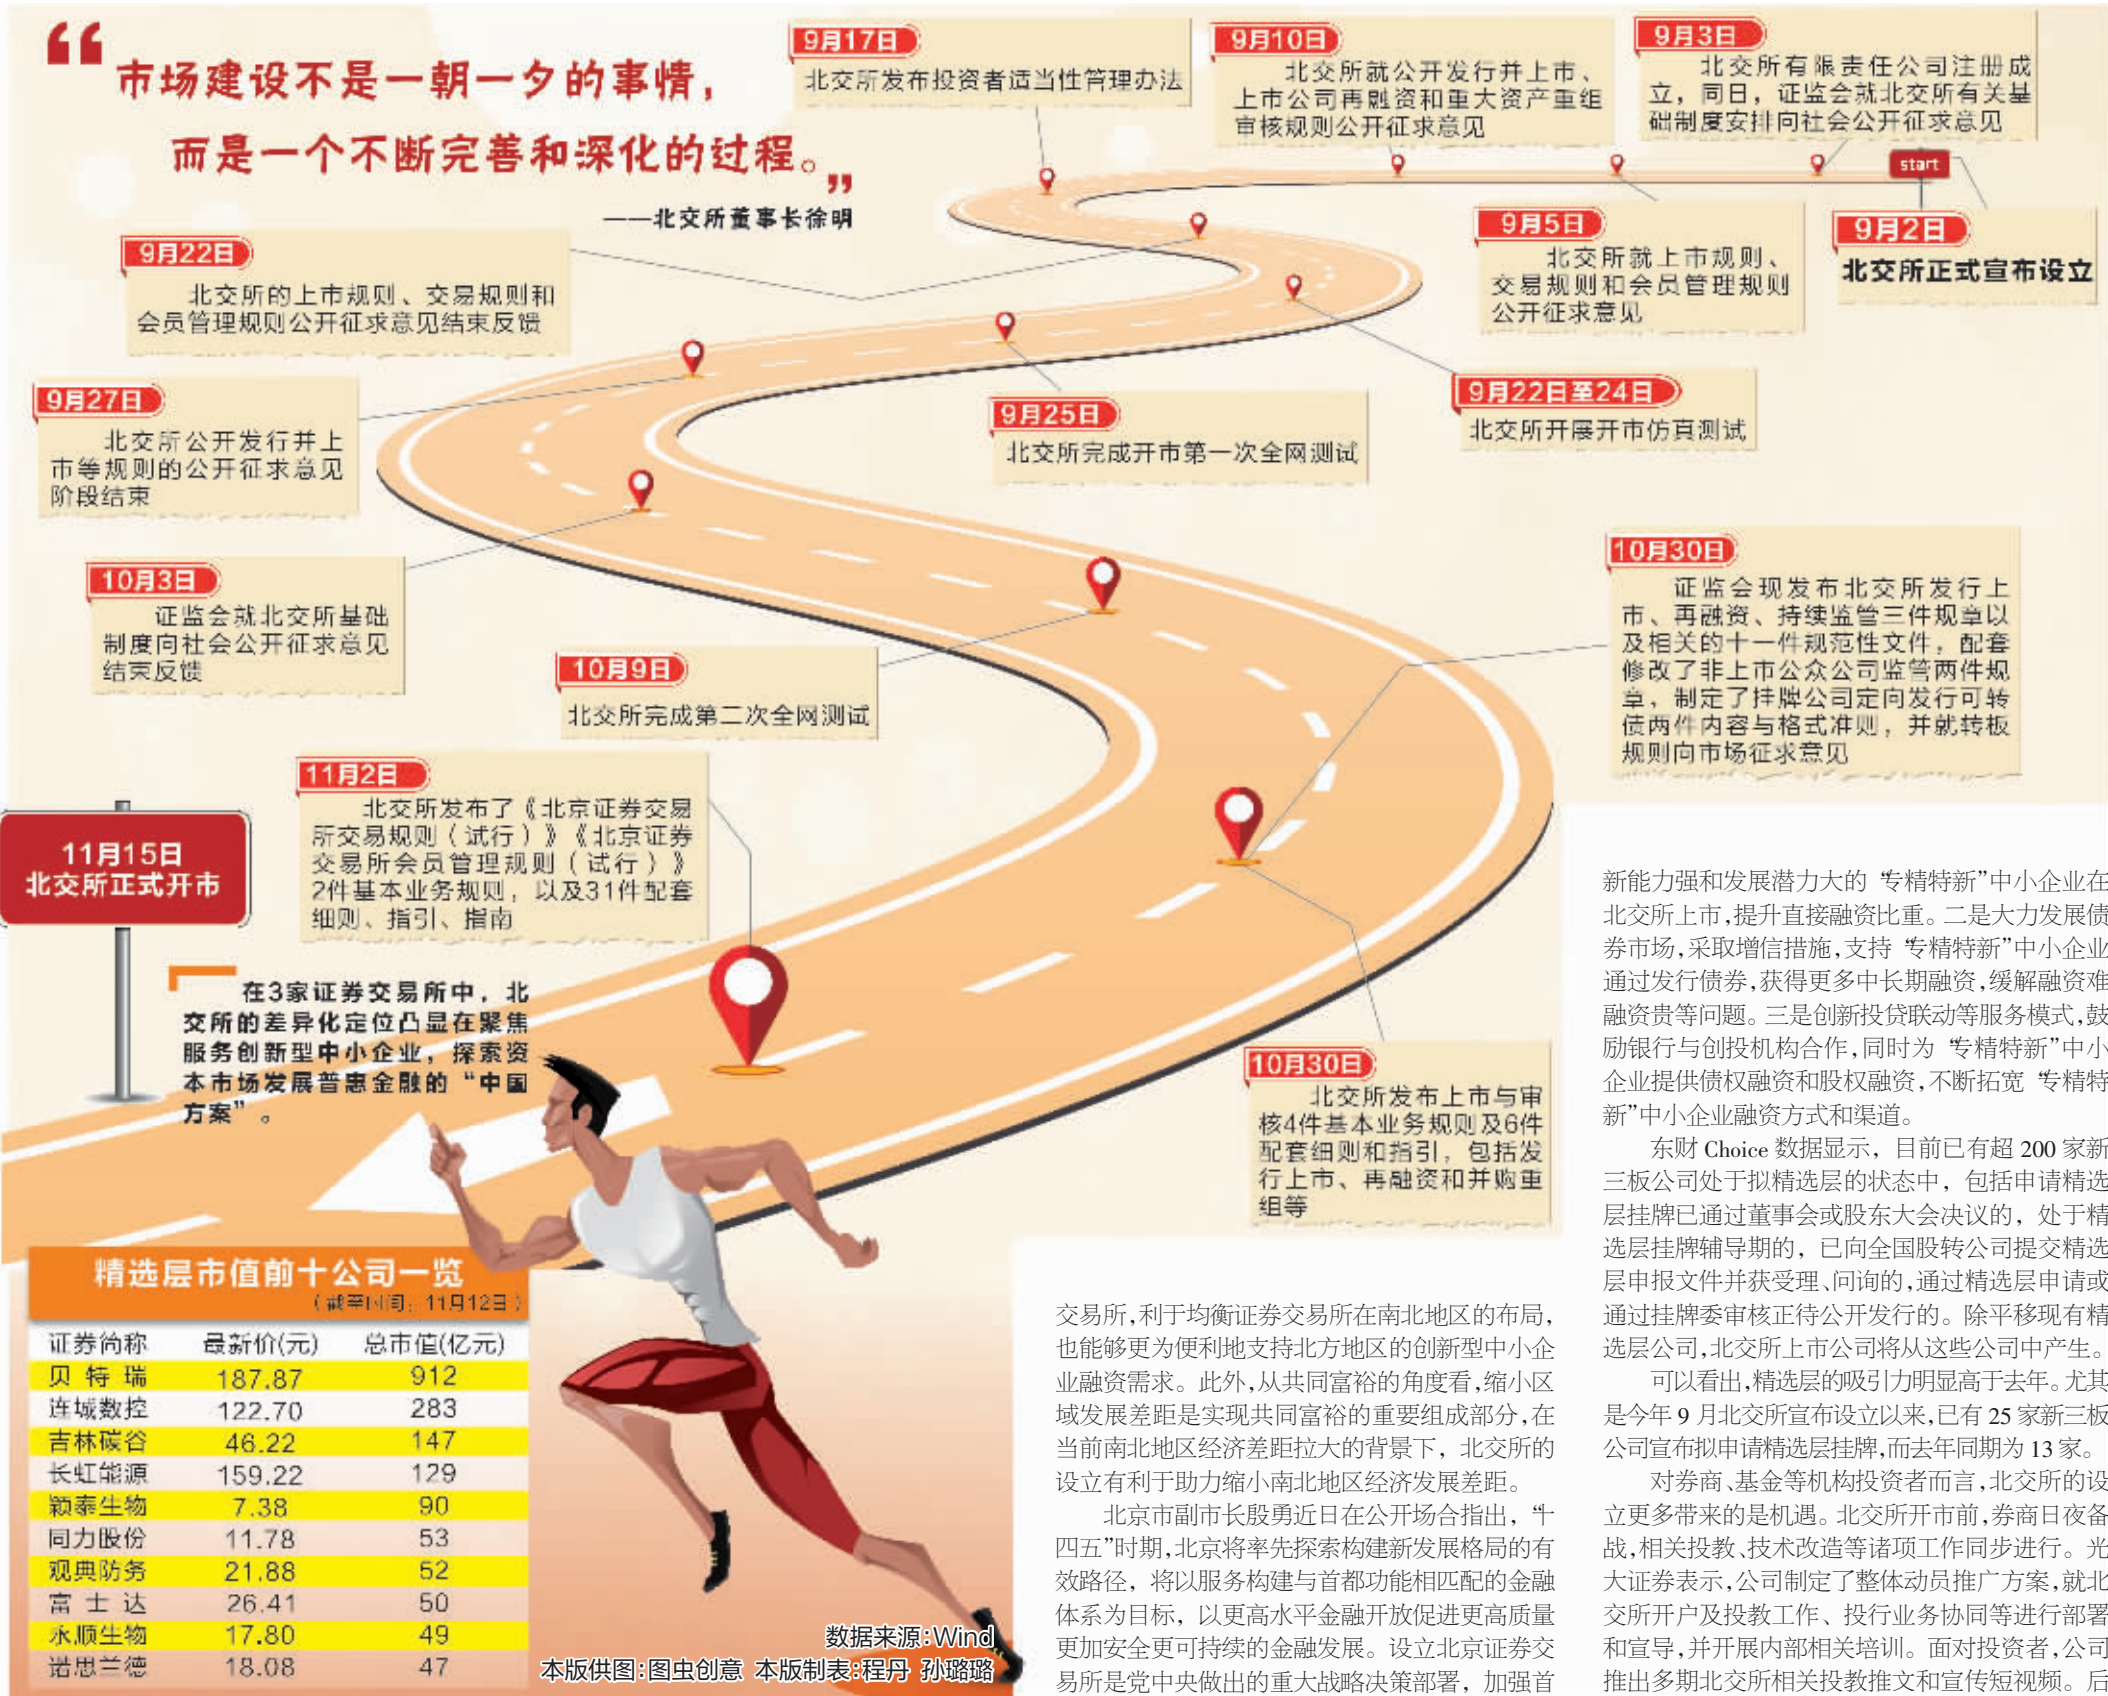 “市场建设不是一朝一夕的事情，
而是一个不断完善和深化的过程。”
——北交所董事长徐明
start
9月2日
北交所正式宣布设立
9月3日
北交所有限责任公司注册成
立，同日，证监会就北交所有关基
础制度安排向社会公开征求意见
9月5日
北交所就上市规则、
交易规则和会员管理规则
公开征求意见
9月10日
北交所就公开发行并上市、
上市公司再融资和重大资产重组
审核规则公开征求意见
9月17日
北交所发布投资者适当性管理办法
9月22日
北交所的上市规则、交易规则和
会员管理规则公开征求意见结束反馈
9月22日至24日
北交所开展开市仿真测试
9月25日
北交所完成开市第一次全网测试
9月27日
北交所公开发行并上
市等规则的公开征求意见
阶段结束
10月3日
证监会就北交所基础
制度向社会公开征求意见
结束反馈
10月9日
北交所完成第二次全网测试
10月30日
证监会现发布北交所发行上
市、再融资、持续监管三件规章以
及相关的十一件规范性文件，配套
修改了非上市公众公司监管两件规
章，制定了挂牌公司定向发行可转
债两件内容与格式准则，并就转板
规则向市场征求意见
10月30日
北交所发布上市与审
核4件基本业务规则及6件
配套细则和指引，包括发
行上市、再融资和并购重
组等
11月2日
北交所发布了《北京证券交易
所交易规则（试行）》《北京证券
交易所会员管理规则（试行）》
2件基本业务规则，以及31件配套
细则、指引、指南
11月15日
北交所正式开市
在3家证券交易所中，北
交所的差异化定位凸显在聚焦
服务创新型中小企业，探索资
本市场发展普惠金融的“中国
方案”。
精选层市值前十公司一览
（截至时间：11月12日）
证券简称 最新价(元) 总市值(亿元)
贝特瑞 187.87 912
连城数控 122.70 283
吉林碳谷 46.22 147
长虹能源 159.22 129
颖泰生物 7.38 90
同力股份 11.78 53
观典防务 21.88 52
富士达 26.41 50
永顺生物 17.80 49
诺思兰德 18.08 47
数据来源:Wind
本版供图:图虫创意 本版制表:程丹 孙璐璐
交易所,利于均衡证券交易所在南北地区的布局,
也能够更为便利地支持北方地区的创新型中小企
业融资需求。此外,从共同富裕的角度看,缩小区
域发展差距是实现共同富裕的重要组成部分,在
当前南北地区经济差距拉大的背景下，北交所的
设立有利于助力缩小南北地区经济发展差距。
北京市副市长殷勇近日在公开场合指出，“十
四五”时期,北京将率先探索构建新发展格局的有
效路径，将以服务构建与首都功能相匹配的金融
体系为目标，以更高水平金融开放促进更高质量
更加安全更可持续的金融发展。设立北京证券交
易所是党中央做出的重大战略决策部署，加强首
新能力强和发展潜力大的“专精特新”中小企业在
北交所上市,提升直接融资比重。二是大力发展债
券市场,采取增信措施,支持“专精特新”中小企业
通过发行债券,获得更多中长期融资,缓解融资难
融资贵等问题。三是创新投贷联动等服务模式,鼓
励银行与创投机构合作,同时为“专精特新”中小
企业提供债权融资和股权融资,不断拓宽“专精特
新”中小企业融资方式和渠道。
东财 Choice 数据显示，目前已有超 200 家新
三板公司处于拟精选层的状态中，包括申请精选
层挂牌已通过董事会或股东大会决议的，处于精
选层挂牌辅导期的，已向全国股转公司提交精选
层申报文件并获受理、问询的,通过精选层申请或
通过挂牌委审核正待公开发行的。除平移现有精
选层公司,北交所上市公司将从这些公司中产生。
可以看出,精选层的吸引力明显高于去年。尤其
是今年 9 月北交所宣布设立以来,已有 25 家新三板
公司宣布拟申请精选层挂牌,而去年同期为 13 家。
对券商、基金等机构投资者而言,北交所的设
立更多带来的是机遇。北交所开市前,券商日夜备
战,相关投教、技术改造等诸项工作同步进行。光
大证券表示,公司制定了整体动员推广方案,就北
交所开户及投教工作、投行业务协同等进行部署
和宣导,并开展内部相关培训。面对投资者,公司
推出多期北交所相关投教推文和宣传短视频。后